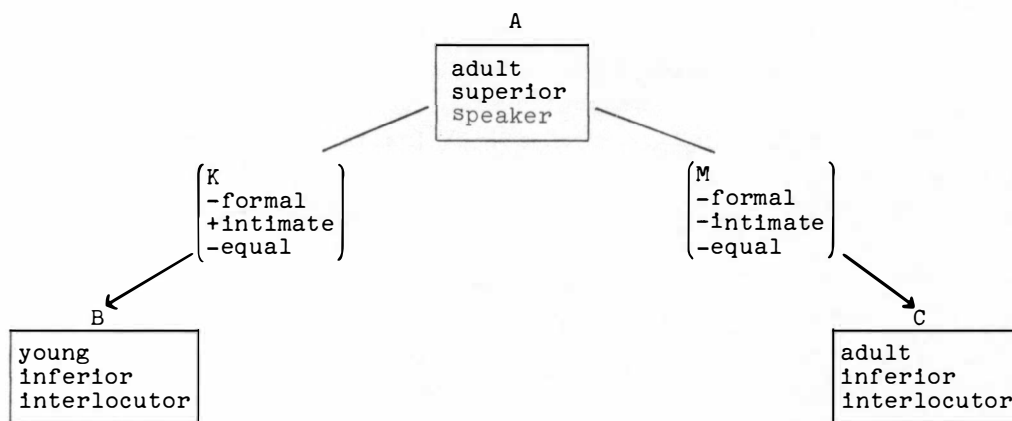 A
adult
superior
speaker
K
-formal
+intimate
-equal
M
-formal
-intimate
-equal
B
young
inferior
interlocutor
C
adult
inferior
interlocutor